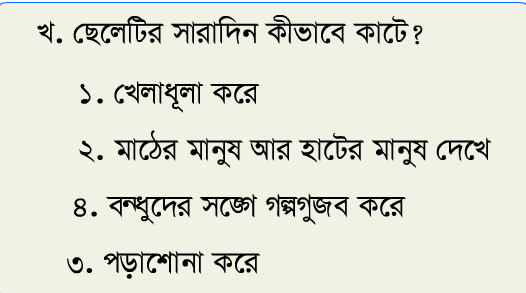 খ. ছেলেটির সারাদিন কীভাবে কাটে?
১. খেলাধূলা করে
২. মাঠের মানুষ আর হাটের মানুষ দেখে
৪. বন্ধুদের সঙ্গে গল্পগুজব করে
৩. পড়াশোনা করে